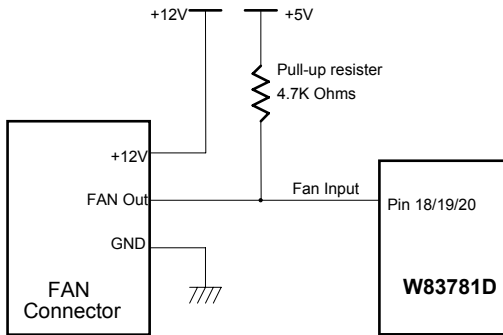 +12V
+5V
Pull-up resister
4.7K Ohms
+12V
FAN Out
Fan Input
Pin 18/19/20
GND
FAN
Connector
W83781D